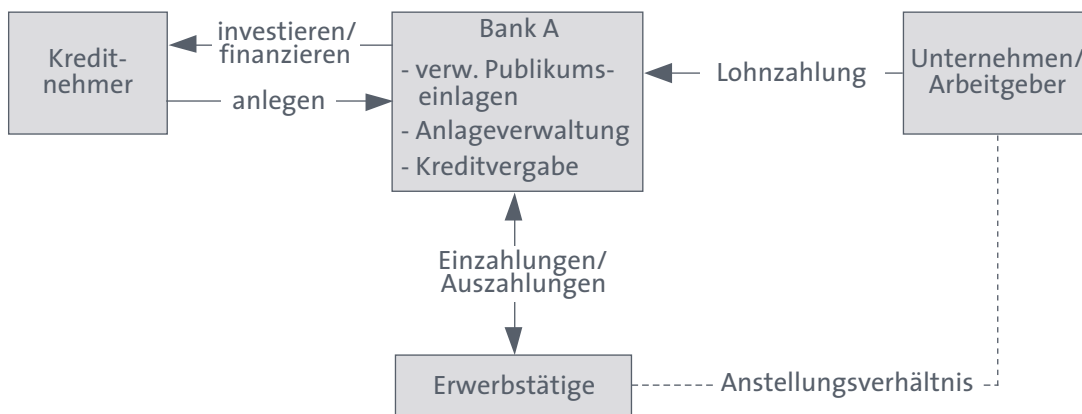 Kredit-
nehmer
investieren/
finanzieren
anlegen
Bank A
- verw. Publikums-
einlagen
- Anlageverwaltung
- Kreditvergabe
Lohnzahlung
Unternehmen/
Arbeitgeber
Einzahlungen/
Auszahlungen
Erwerbstätige
Anstellungsverhältnis